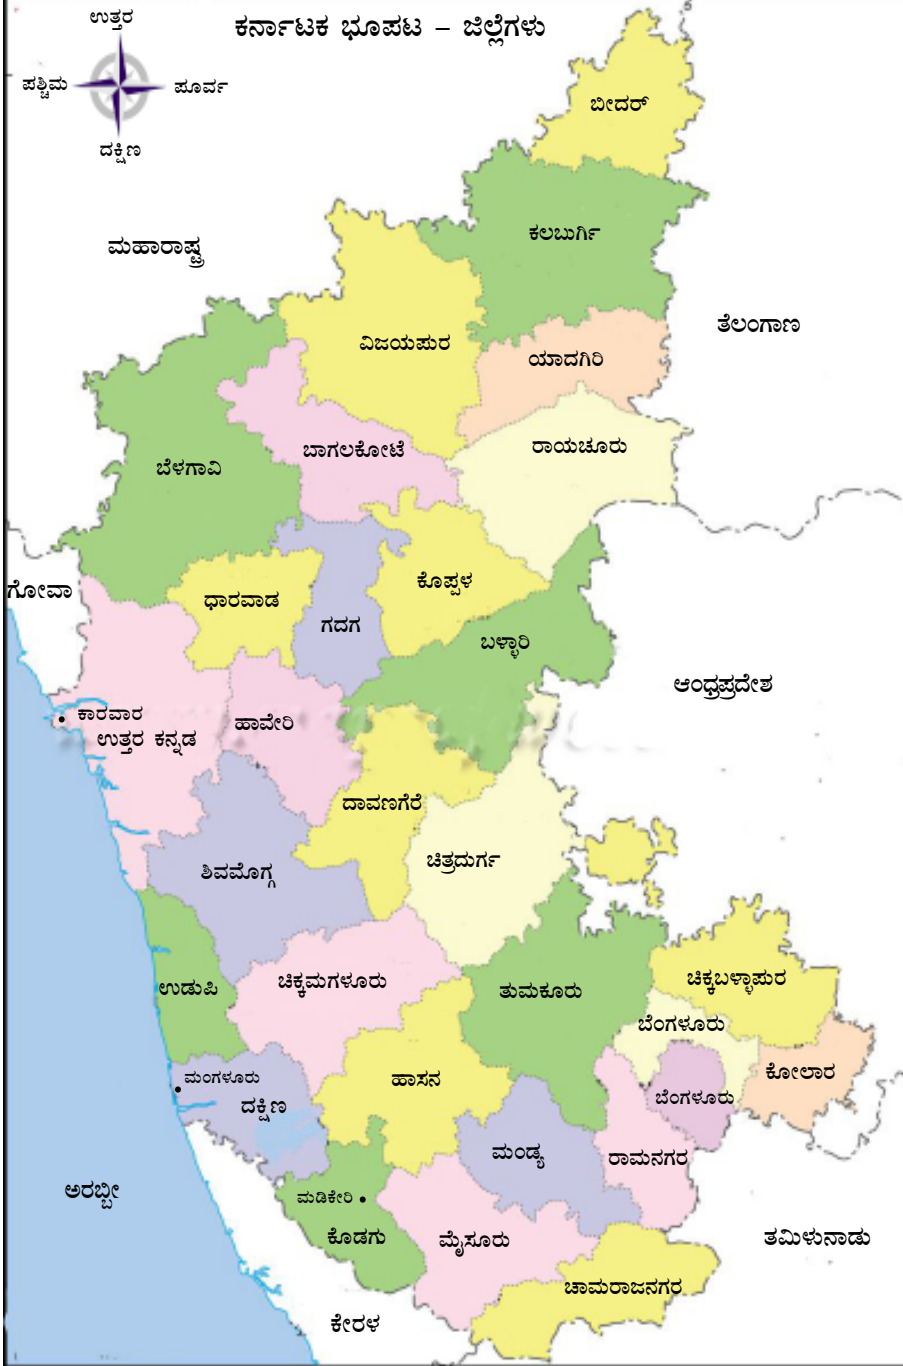 ಉತ್ತರ
ಕರ್ನಾಟಕ ಭೂಪಟ – ಜಿಲ್ಲೆಗಳು
ಪಶ್ಚಿಮ
ಪೂರ್ವ
ದಕ್ಷಿಣ
ಬೀದರ್
ಕಲಬುರ್ಗಿ
ಮಹಾರಾಷ್ಟ್ರ
ತೆಲಂಗಾಣ
ವಿಜಯಪುರ
ಯಾದಗಿರಿ
ರಾಯಚೂರು
ಬಾಗಲಕೋಟೆ
ಬೆಳಗಾವಿ
ಕೊಪ್ಪಳ
ಗೋವಾ
ಧಾರವಾಡ
ಗದಗ
ಬಳ್ಳಾರಿ
ಆಂಧ್ರಪ್ರದೇಶ
ಕಾರವಾರ
ಹಾವೇರಿ
ಉತ್ತರ ಕನ್ನಡ
ದಾವಣಗೆರೆ
ಚಿತ್ರದುರ್ಗ
ಶಿವಮೊಗ್ಗ
ಚಿಕ್ಕಮಗಳೂರು
ಉಡುಪಿ
ತುಮಕೂರು
ಚಿಕ್ಕಬಳ್ಳಾಪುರ
ಬೆಂಗಳೂರು
ಕೋಲಾರ
ಮಂಗಳೂರು
ಹಾಸನ
ಬೆಂಗಳೂರು
ದಕ್ಷಿಣ
ಮಂಡ್ಯ
ರಾಮನಗರ
ಅರಬ್ಬೀ
ಮಡಿಕೇರಿ
ಕೊಡಗು
ಮೈಸೂರು
ತಮಿಳುನಾಡು
ಚಾಮರಾಜನಗರ
ಕೇರಳ